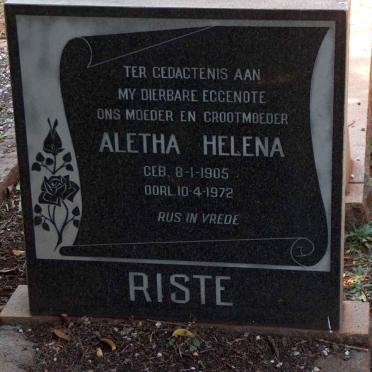 TER GEDAGTENIS AAN
MY DIERBARE EGGENOTE
ONS MOEDER EN GROOTMOEDER
ALETHA HELENA
GEB. 8-1-1905
OORL. 10-4-1972
RUS IN VREDE
RISTE